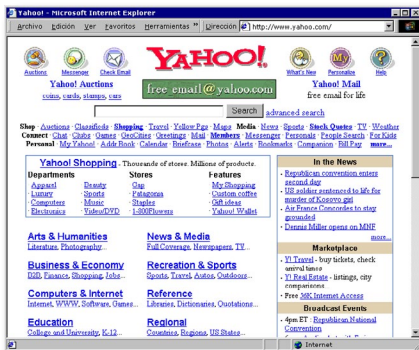 Yahoo! - Microsoft Internet Explorer
Archivo Edición Ver Favoritos Herramientas » Dirección http://www.yahoo.com/
YAHOO!
Auctions Messenger Check Email What's New Personalize Help
Yahoo! Auctions
coins, cards, stamps, cars
free email@yahoo.com
Yahoo! Mail
free email for life
Search advanced search
Shop · Auctions · Classifieds · Shopping · Travel · Yellow Pgs · Maps Media · News · Sports · Stock Quotes · TV · Weather
Connect · Chat · Clubs · Games · GeoCities · Greetings · Mail · Members · Messenger · Personals · People Search · For Kids
Personal · My Yahoo! · Addr Book · Calendar · Briefcase · Photos · Alerts · Bookmarks · Companion · Bill Pay more...
Yahoo! Shopping - Thousands of stores. Millions of products.
Departments Stores Features
· Apparel · Beauty · Gap · My Shopping
· Luxury · Sports · Patagonia · Custom coffee
· Computers · Music · Staples · Gift ideas
· Electronics · Video/DVD · 1-800Flowers · Yahoo! Wallet
Arts & Humanities
Literature, Photography...
News & Media
Full Coverage, Newspapers, TV...
Business & Economy
B2B, Finance, Shopping, Jobs...
Recreation & Sports
Sports, Travel, Autos, Outdoors...
Computers & Internet
Internet, WWW, Software, Games...
Reference
Libraries, Dictionaries, Quotations...
Education
College and University, K-12...
Regional
Countries, Regions, US States...
In the News
· Republican convention enters
second day
· US soldier sentenced to life for
murder of Kosovo girl
· Air France Concordes to stay
grounded
· Dennis Miller opens on MNF
more...
Marketplace
· Y! Travel - buy tickets, check
arrival times
· Y! Real Estate - listings, city
comparisons
· Free 56K Internet Access
Broadcast Events
· 4pm ET : Republican National
Convention
Internet